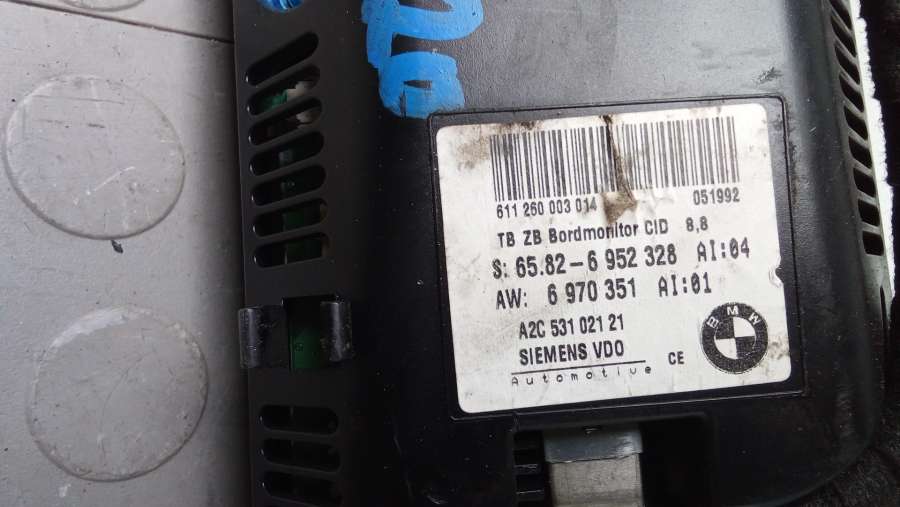 611 260 003 014 051992
TB ZB Bordmonitor CID 8,8
S: 65.82-6 952 328 AI:04
AW: 6 970 351 AI:01
A2C 531 021 21
SIEMENS VDO
Automotive CE
BMW